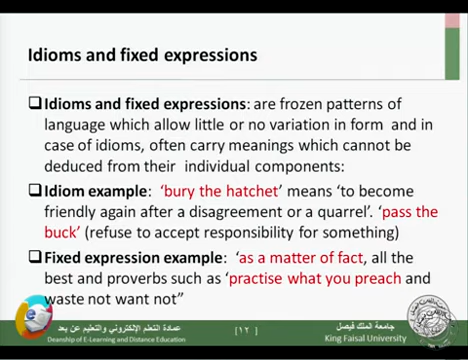 Idioms and fixed expressions
❑Idioms and fixed expressions: are frozen patterns of
language which allow little or no variation in form and in
case of idioms, often carry meanings which cannot be
deduced from their individual components:
❑Idiom example: ‘bury the hatchet’ means ‘to become
friendly again after a disagreement or a quarrel’. ‘pass the
buck’ (refuse to accept responsibility for something)
❑Fixed expression example: ‘as a matter of fact, all the
best and proverbs such as ‘practise what you preach and
waste not want not”
عمادة التعلم الإلكتروني والتعليم عن بعد
Deanship of E-Learning and Distance Education
[١٢]
جامعة الملك فيصل
King Faisal University